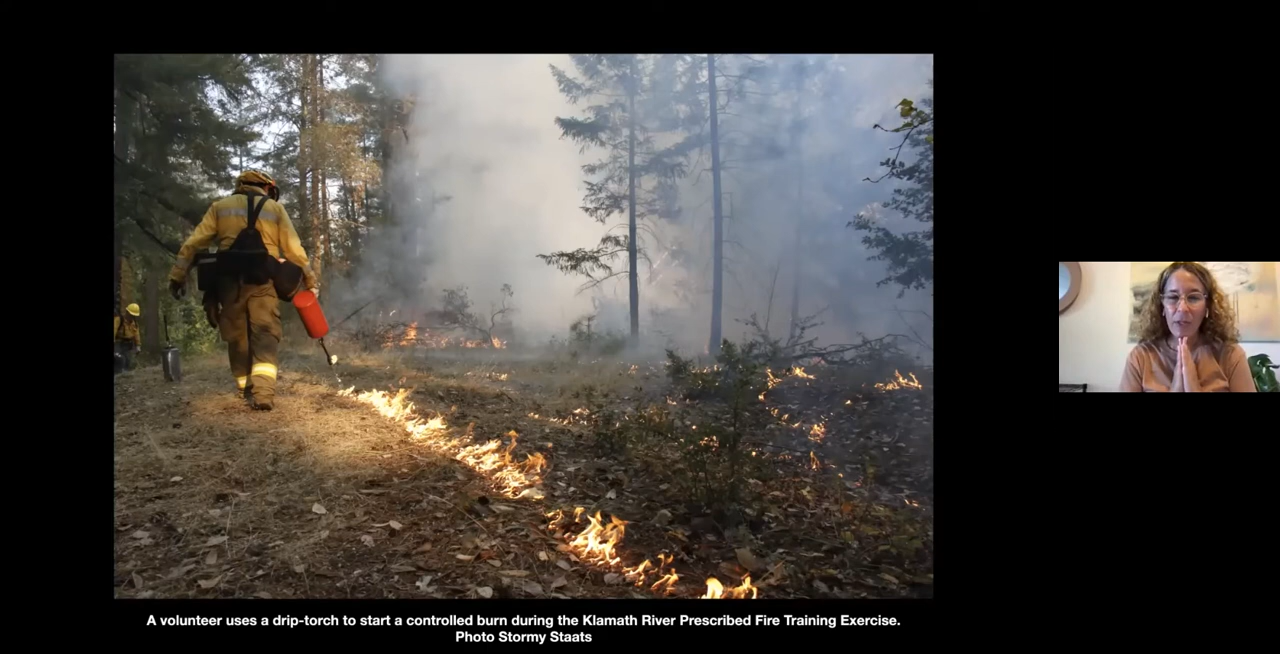 A volunteer uses a drip-torch to start a controlled burn during the Klamath River Prescribed Fire Training Exercise.
Photo Stormy Staats